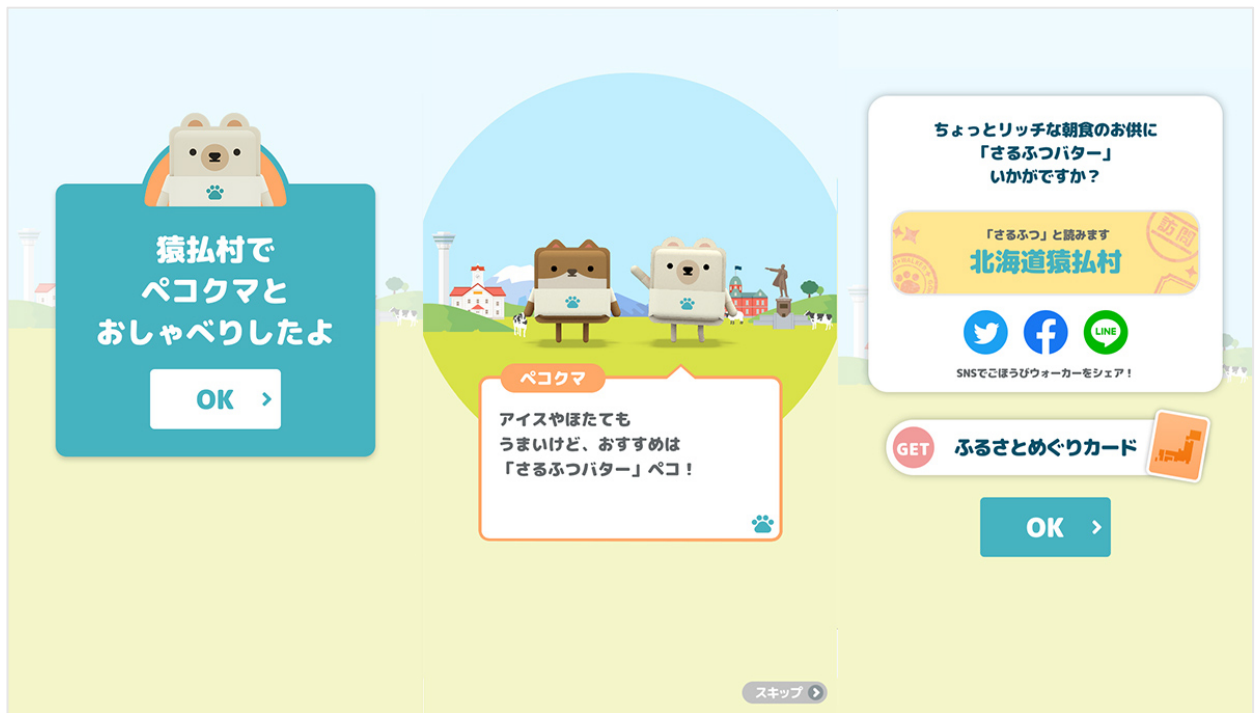 猿払村で
ペコクマと
おしゃべりしたよ
OK
ペコクマ
アイスやほたても
うまいけど、おすすめは
「さるふつバター」ペコ！
スキップ
ちょっとリッチな朝食のお供に
「さるふつバター」
いかがですか？
「さるふつ」と読みます
北海道猿払村
訪問
LINE
SNSでごほうびウォーカーをシェア！
GET
ふるさとめぐりカード
OK